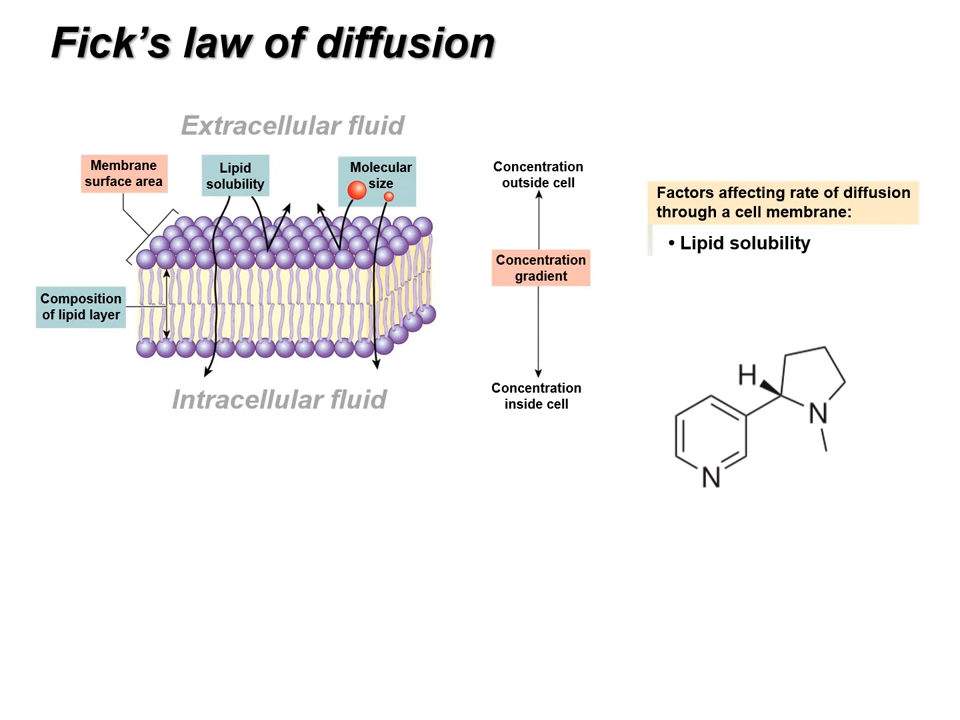 Fick’s law of diffusion
Extracellular fluid
Membrane
surface area
Lipid
solubility
Molecular
size
Composition
of lipid layer
Intracellular fluid
Concentration
outside cell
Concentration
gradient
Concentration
inside cell
Factors affecting rate of diffusion
through a cell membrane:
• Lipid solubility
H
N
N